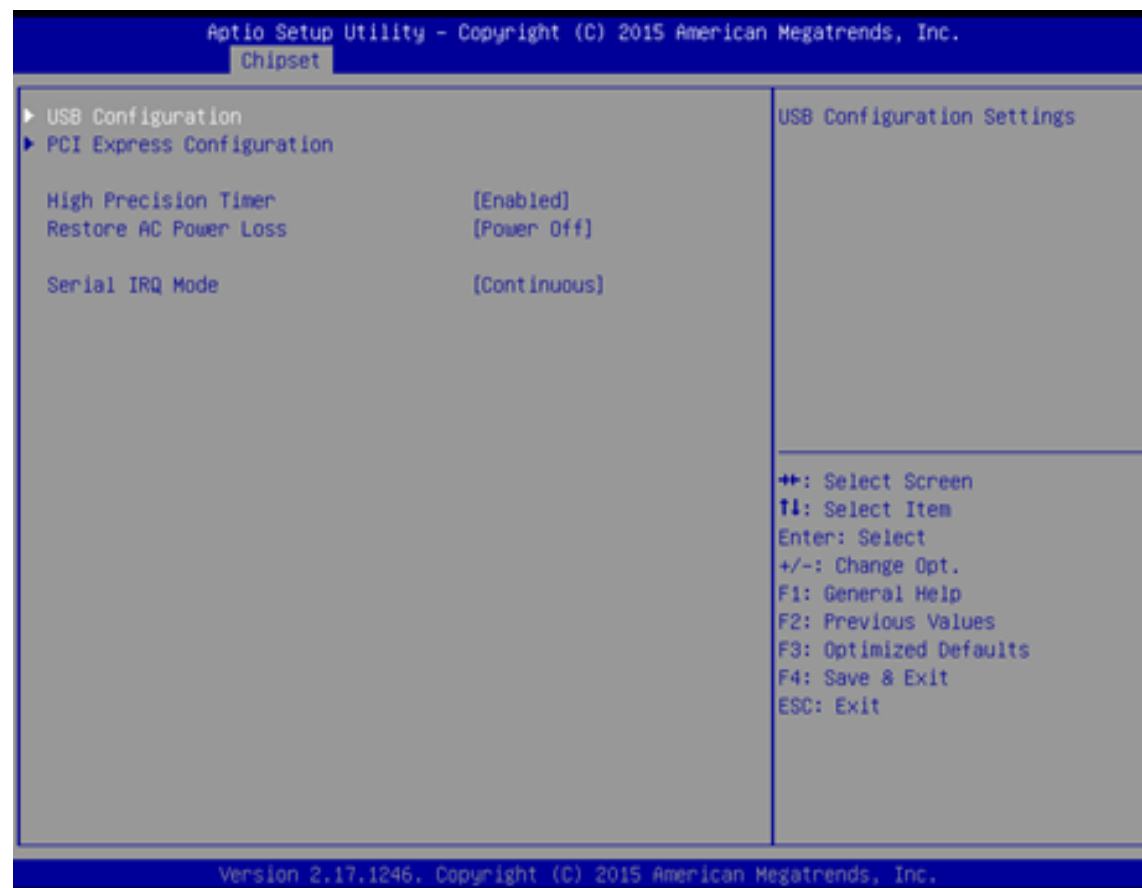 Aptio Setup Utility – Copyright (C) 2015 American Megatrends, Inc.
Chipset
USB Configuration
PCI Express Configuration
High Precision Timer [Enabled]
Restore AC Power Loss [Power Off]
Serial IRQ Mode [Continuous]
USB Configuration Settings
→←: Select Screen
↑↓: Select Item
Enter: Select
+/-: Change Opt.
F1: General Help
F2: Previous Values
F3: Optimized Defaults
F4: Save & Exit
ESC: Exit
Version 2.17.1246. Copyright (C) 2015 American Megatrends, Inc.